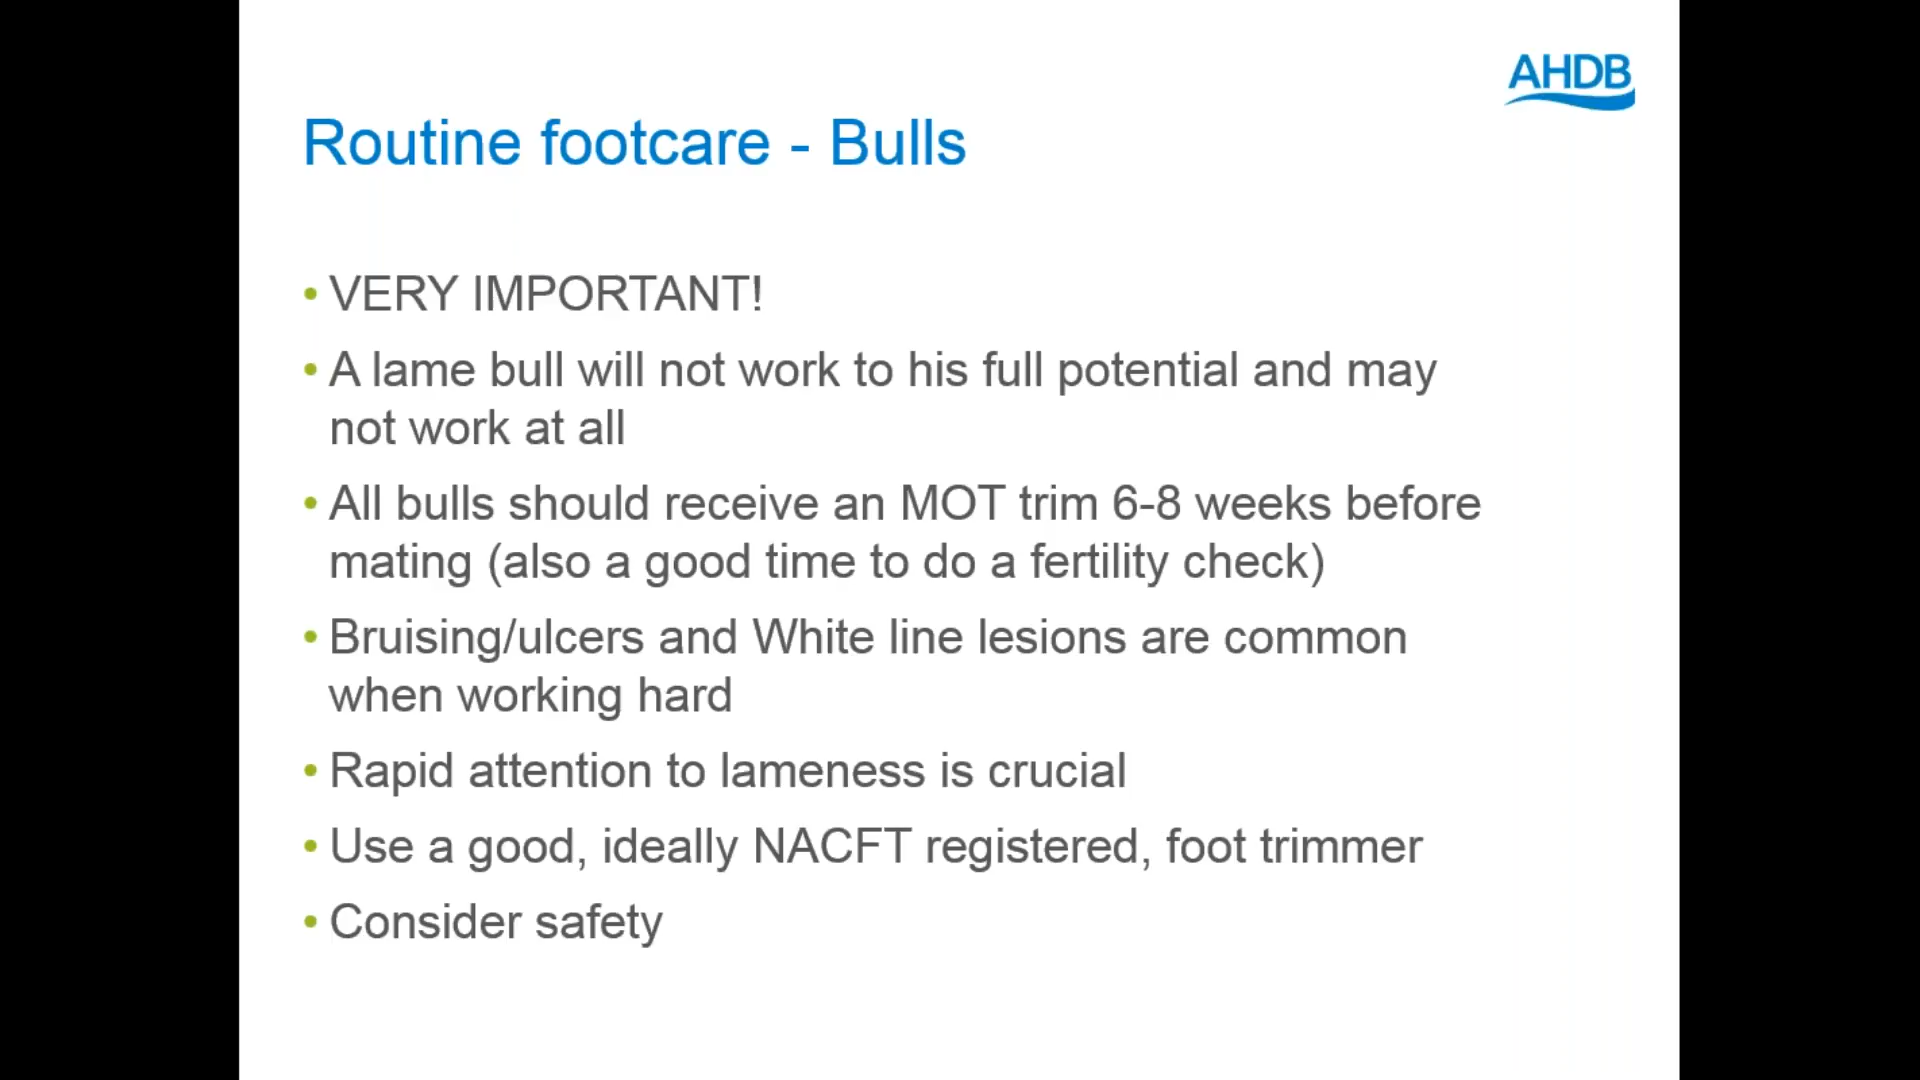 AHDB
Routine footcare - Bulls
• VERY IMPORTANT!
• A lame bull will not work to his full potential and may
not work at all
• All bulls should receive an MOT trim 6-8 weeks before
mating (also a good time to do a fertility check)
• Bruising/ulcers and White line lesions are common
when working hard
• Rapid attention to lameness is crucial
• Use a good, ideally NACFT registered, foot trimmer
• Consider safety